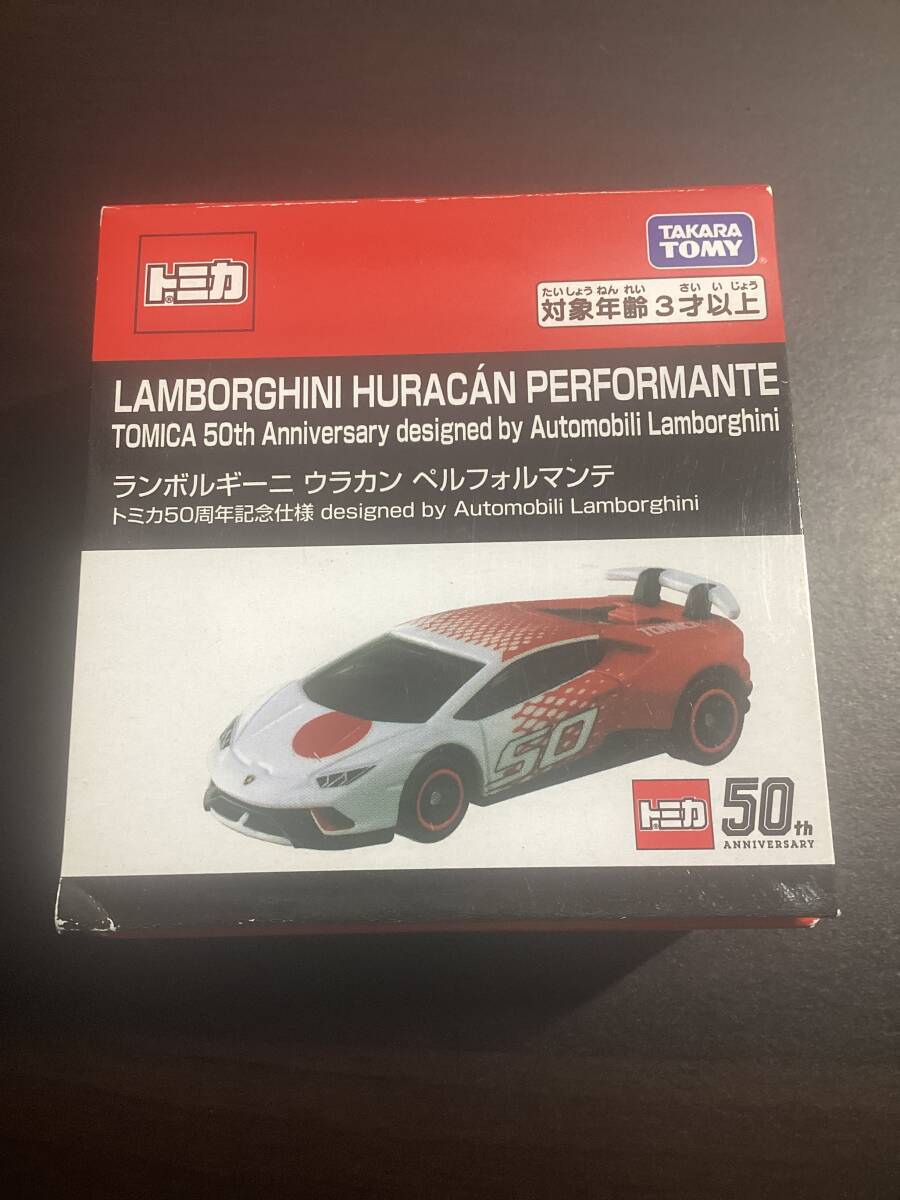 トミカ®
TAKARA
TOMY®
たいしょうねんれい さいいじょう
対象年齢3才以上
LAMBORGHINI HURACÁN PERFORMANTE
TOMICA 50th Anniversary designed by Automobili Lamborghini
ランボルギーニ ウラカン ペルフォルマンテ
トミカ50周年記念仕様 designed by Automobili Lamborghini
TOMICA
50
トミカ®
50th
ANNIVERSARY